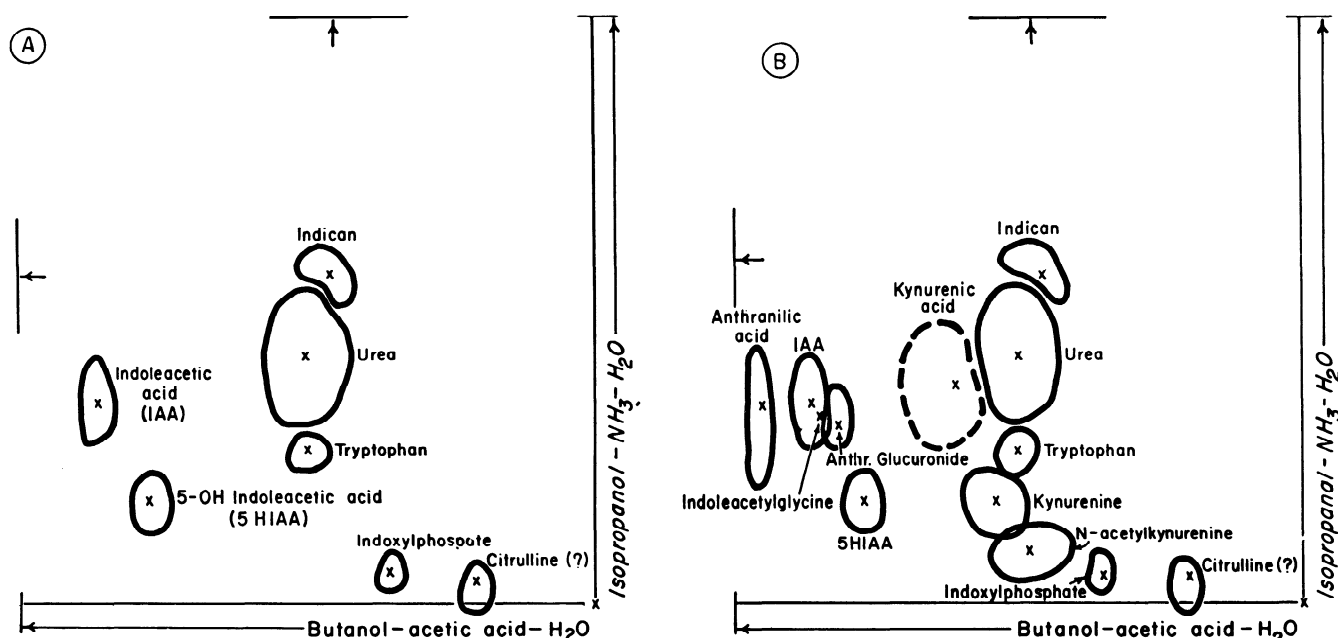 A
Indican
Urea
Indoleacetic
acid
(IAA)
Tryptophan
5-OH Indoleacetic acid
(5 HIAA)
Indoxylphospate
Citrulline (?)
Butanol-acetic acid-H2O
Isopropanol-NH3-H2O
B
Indican
Kynurenic
acid
Anthranilic
acid
IAA
Urea
Tryptophan
Anthr. Glucuronide
Indoleacetylglycine
Kynurenine
5HIAA
N-acetylkynurenine
Citrulline (?)
Indoxylphosphate
Butanol-acetic acid-H2O
Isopropanal-NH3-H2O